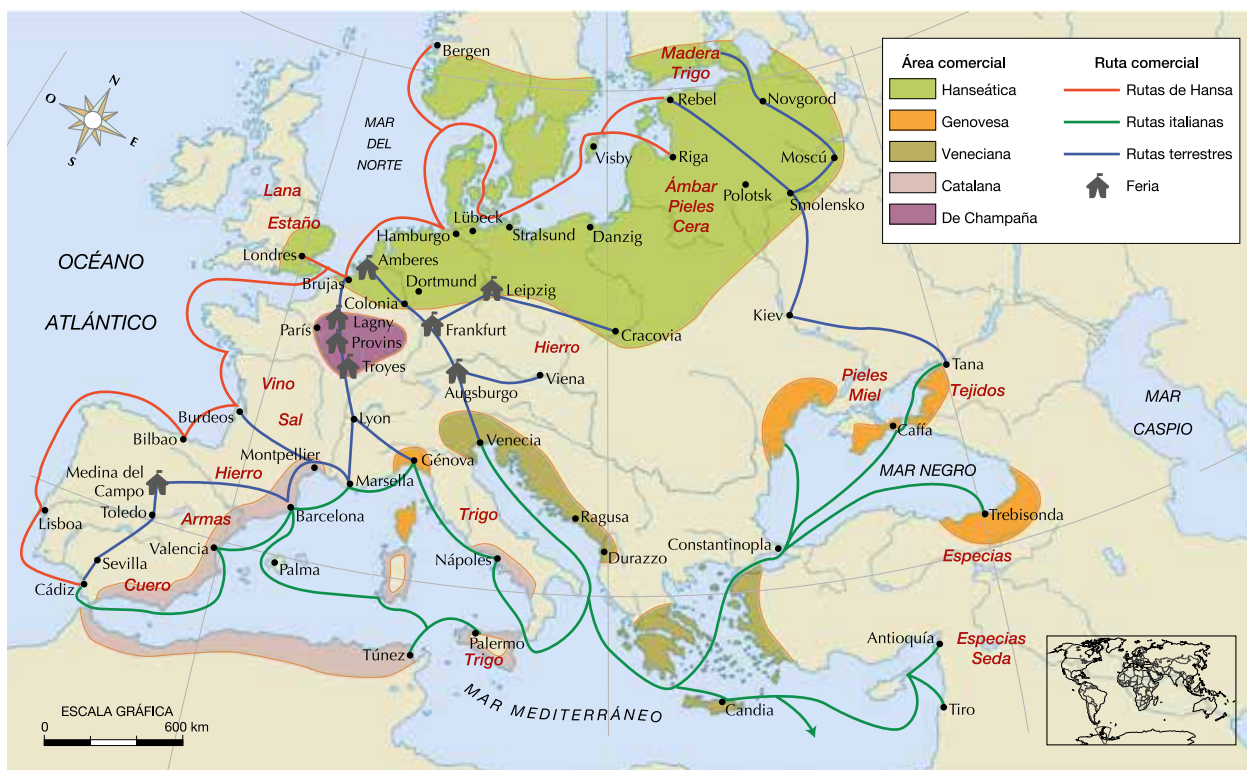 Bergen
Madera
Trigo
Área comercial
Ruta comercial
Hanseática
Rutas de Hansa
Genovesa
Rutas italianas
Veneciana
Rutas terrestres
Catalana
Feria
De Champaña
N
O
E
S
MAR
DEL
NORTE
Rebel
Novgorod
Visby
Riga
Moscú
Lana
Estaño
Ámbar
Pieles
Cera
Polotsk
Smolensko
Lübeck
Hamburgo
Stralsund
Danzig
Londres
Amberes
Brujas
Dortmund
Leipzig
OCÉANO
ATLÁNTICO
Colonia
París
Lagny
Provins
Troyes
Frankfurt
Cracovia
Kiev
Hierro
Augsburgo
Viena
Tana
Vino
Sal
Pieles
Miel
Tejidos
MAR
CASPIO
Burdeos
Lyon
Bilbao
Venecia
Caffa
Montpellier
Génova
Hierro
MAR NEGRO
Medina del
Campo
Marsella
Toledo
Lisboa
Armas
Barcelona
Trigo
Ragusa
Trebisonda
Valencia
Constantinopla
Durazzo
Nápoles
Especias
Sevilla
Palma
Cádiz
Cuero
Palermo
Túnez
Trigo
Antioquía
Especias
Seda
MAR MEDITERRÁNEO
Candia
Tiro
ESCALA GRÁFICA
0
600 km